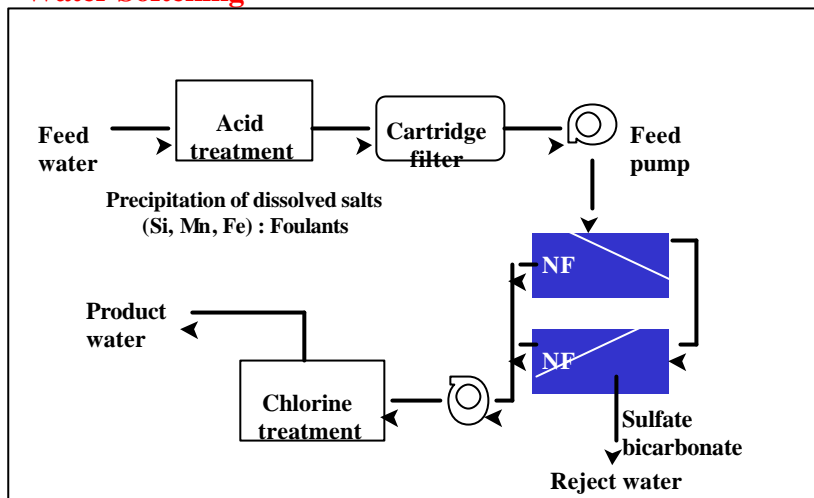 Water Softening
Feed
water
Acid
treatment
Cartridge
filter
Feed
pump
Precipitation of dissolved salts
(Si, Mn, Fe) : Foulants
NF
NF
Product
water
Chlorine
treatment
Sulfate
bicarbonate
Reject water